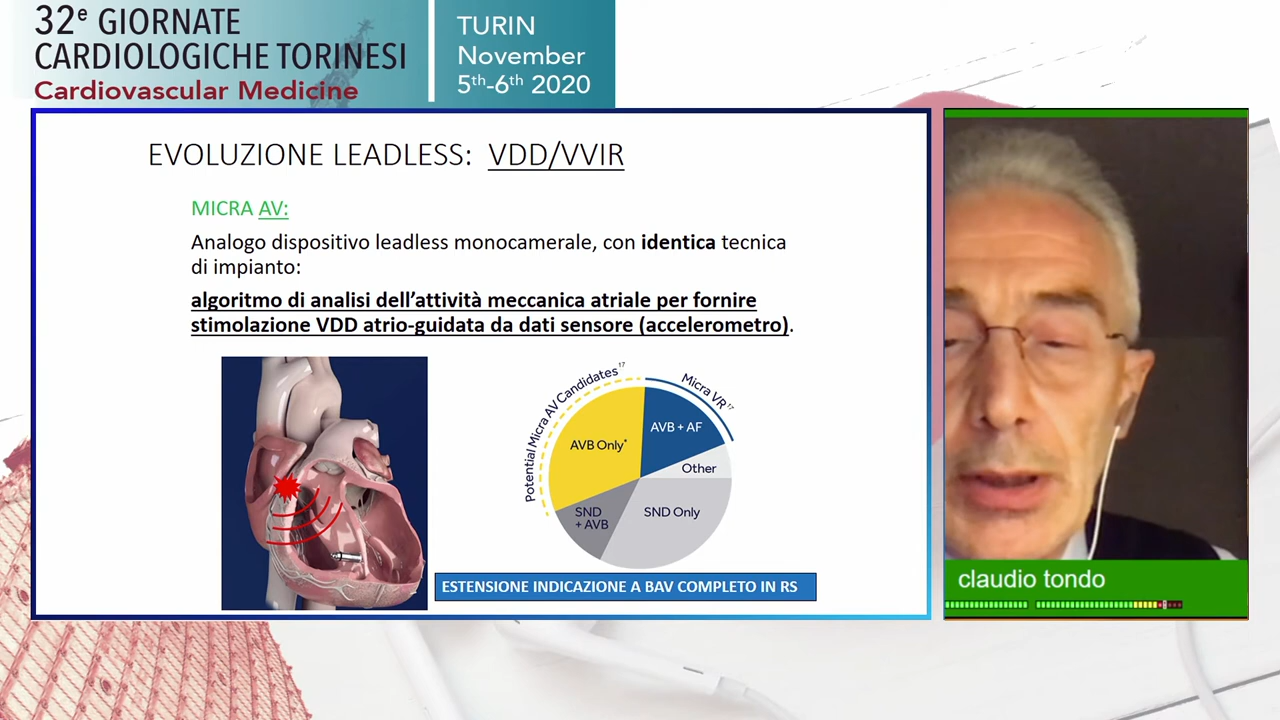 32e GIORNATE
CARDIOLOGICHE TORINESI
Cardiovascular Medicine
TURIN
November
5th-6th 2020
EVOLUZIONE LEADLESS: VDD/VVIR
MICRA AV:
Analogo dispositivo leadless monocamerale, con identica tecnica
di impianto:
algoritmo di analisi dell'attività meccanica atriale per fornire
stimolazione VDD atrio-guidata da dati sensore (accelerometro).
Potential Micra AV Candidates17
Micra VR17
AVB Only*
AVB + AF
Other
SND
+ AVB
SND Only
ESTENSIONE INDICAZIONE A BAV COMPLETO IN RS
claudio tondo